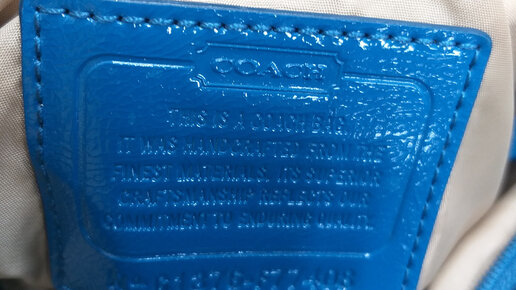 COACH
THIS IS A COACH BAG.
IT WAS HANDCRAFTED FROM THE
FINEST MATERIALS. ITS SUPERIOR
CRAFTSMANSHIP REFLECTS OUR
COMMITMENT TO ENDURING QUALITY.